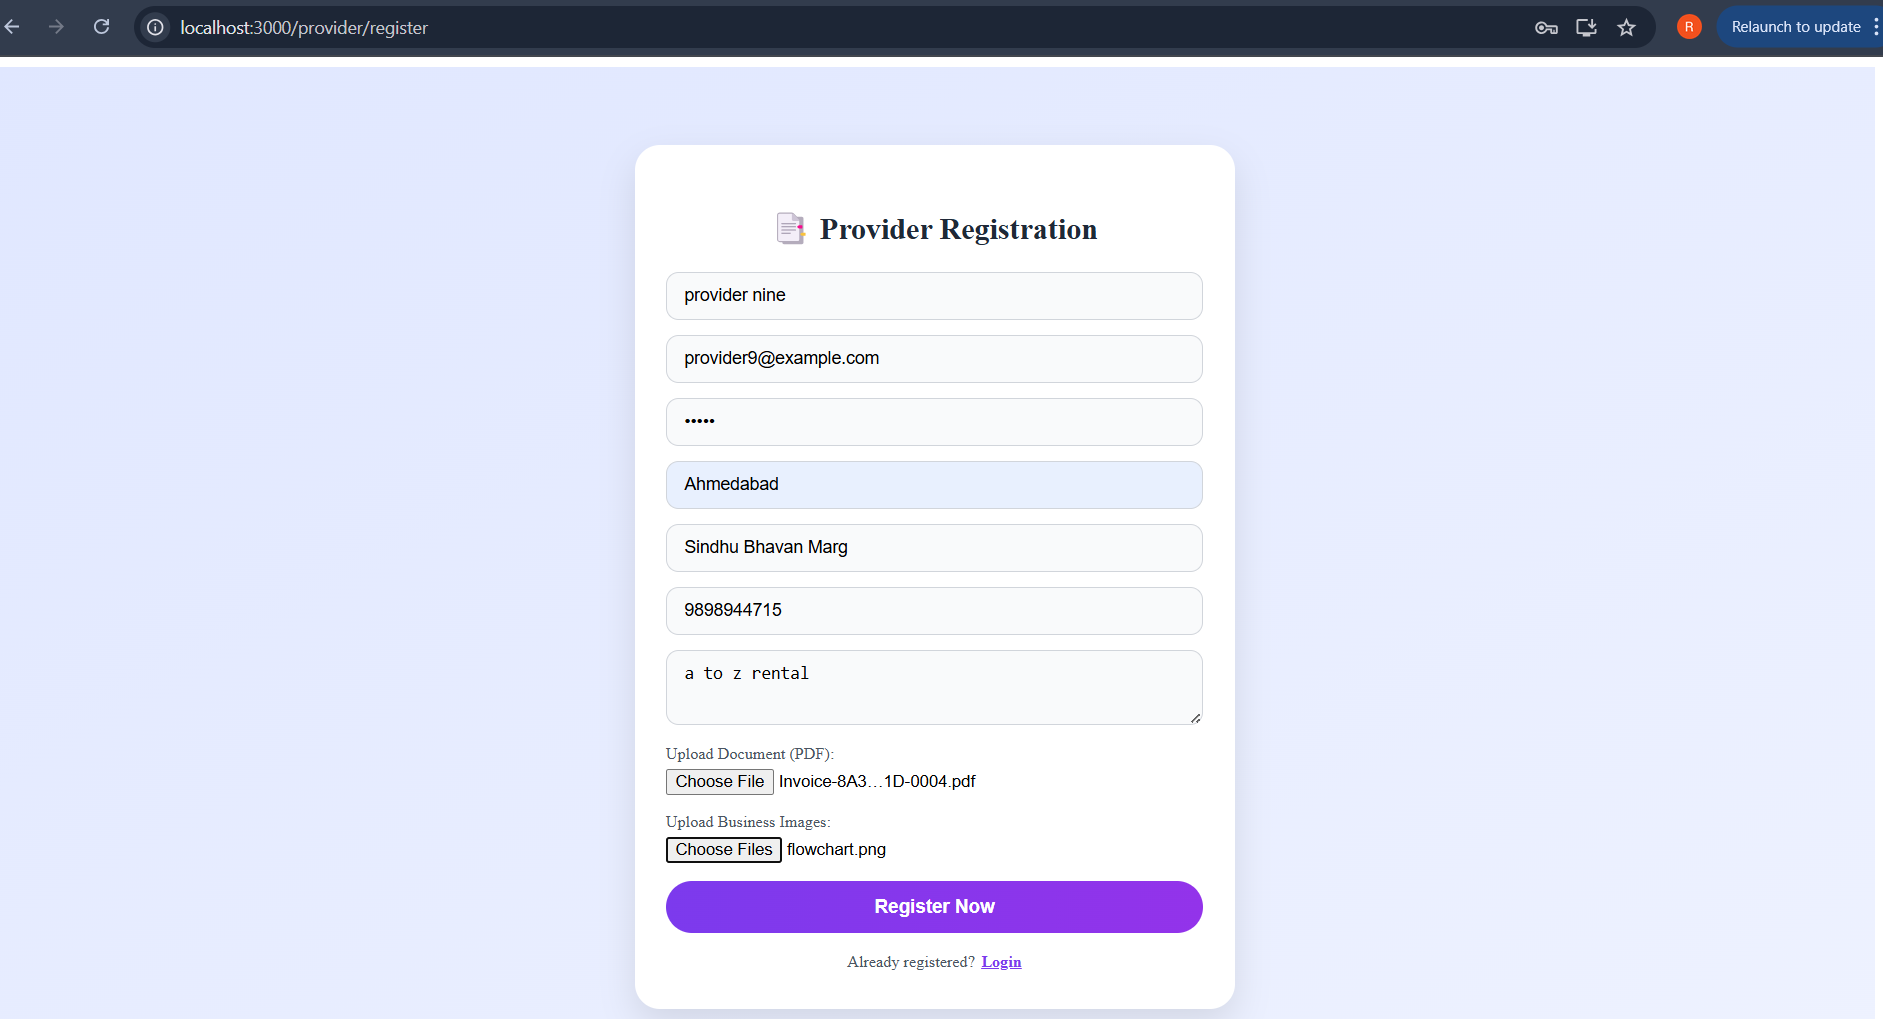 localhost:3000/provider/register
R
Relaunch to update
Provider Registration
provider nine
provider9@example.com
•••••
Ahmedabad
Sindhu Bhavan Marg
9898944715
a to z rental
Upload Document (PDF):
Choose File Invoice-8A3…1D-0004.pdf
Upload Business Images:
Choose Files flowchart.png
Register Now
Already registered? Login